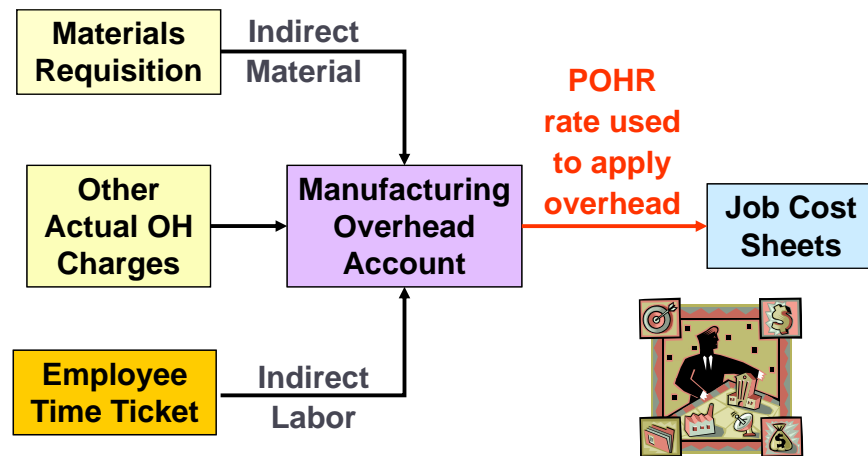 Materials
Requisition
Indirect
Material
POHR
rate used
to apply
overhead
Other
Actual OH
Charges
Manufacturing
Overhead
Account
Job Cost
Sheets
Employee
Time Ticket
Indirect
Labor
$
$